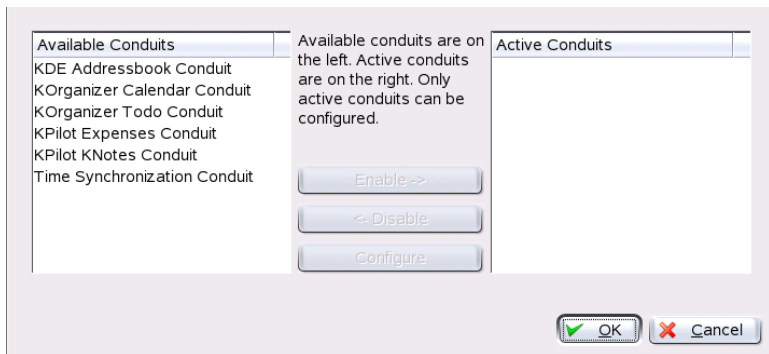 Available Conduits
KDE Addressbook Conduit
KOrganizer Calendar Conduit
KOrganizer Todo Conduit
KPilot Expenses Conduit
KPilot KNotes Conduit
Time Synchronization Conduit
Available conduits are on
the left. Active conduits
are on the right. Only
active conduits can be
configured.
Enable ->
<- Disable
Configure
Active Conduits
OK
Cancel